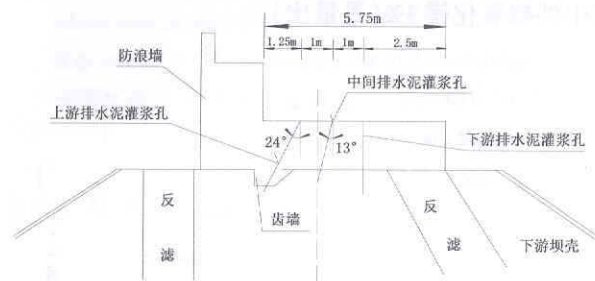 5.75m
1.25m 1m 1m 2.5m
防浪墙
中间排水泥灌浆孔
上游排水泥灌浆孔
24°
13°
下游排水泥灌浆孔
反
滤
齿墙
反
滤
下游坝壳